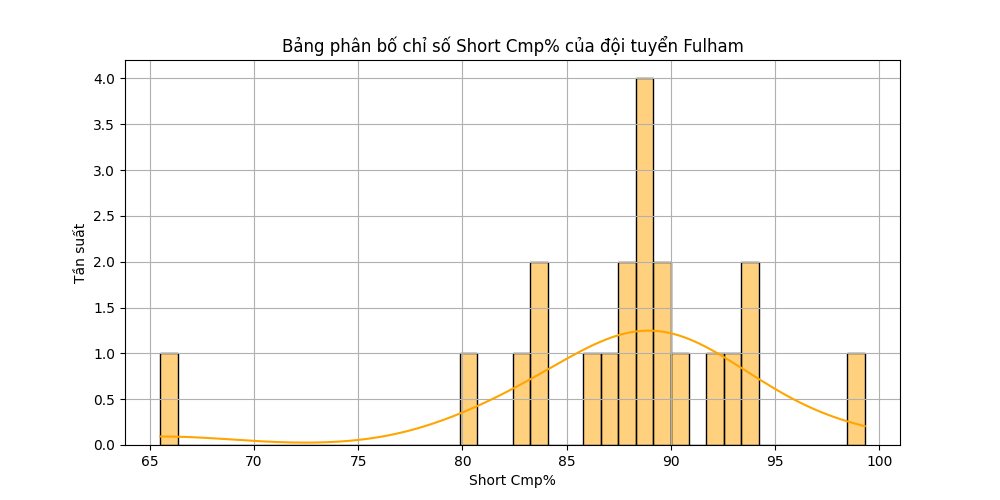 Bảng phân bố chỉ số Short Cmp% của đội tuyển Fulham
4.0
3.5
3.0
2.5
2.0
1.5
1.0
0.5
0.0
Tần suất
65 70 75 80 85 90 95 100
Short Cmp%